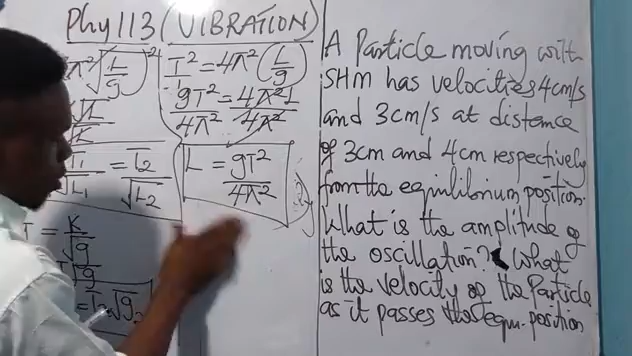 Phy 113 (VIBRATION)
T² = 4π² (L/g)
gT²/4π² = 4π²L/4π²
L = gT²/4π²
= K/√g
A Particle moving with
SHM has velocities 4cm/s
and 3cm/s at distance
of 3cm and 4cm respectively
from the equilibrium position.
What is the amplitude of
the oscillation? What
is the velocity of the Particle
as it passes the equ. position